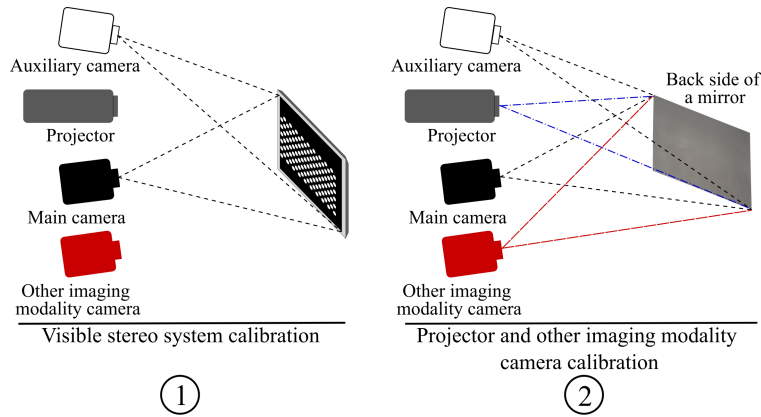 Auxiliary camera
Projector
Main camera
Other imaging
modality camera
Visible stereo system calibration
1
Auxiliary camera
Back side of
a mirror
Projector
Main camera
Other imaging
modality camera
Projector and other imaging modality
camera calibration
2